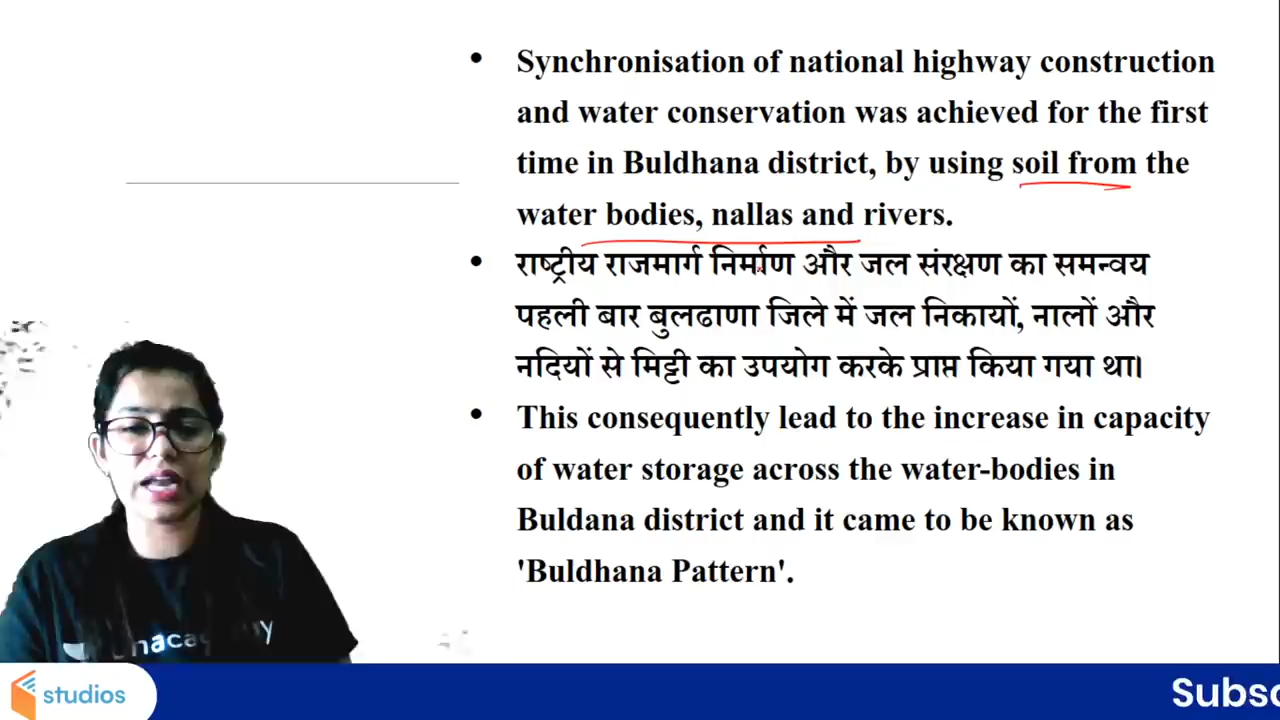 Synchronisation of national highway construction
and water conservation was achieved for the first
time in Buldhana district, by using soil from the
water bodies, nallas and rivers.
राष्ट्रीय राजमार्ग निर्माण और जल संरक्षण का समन्वय
पहली बार बुलढाणा जिले में जल निकायों, नालों और
नदियों से मिट्टी का उपयोग करके प्राप्त किया गया था।
This consequently lead to the increase in capacity
of water storage across the water-bodies in
Buldana district and it came to be known as
'Buldhana Pattern'.
studios
Subsc